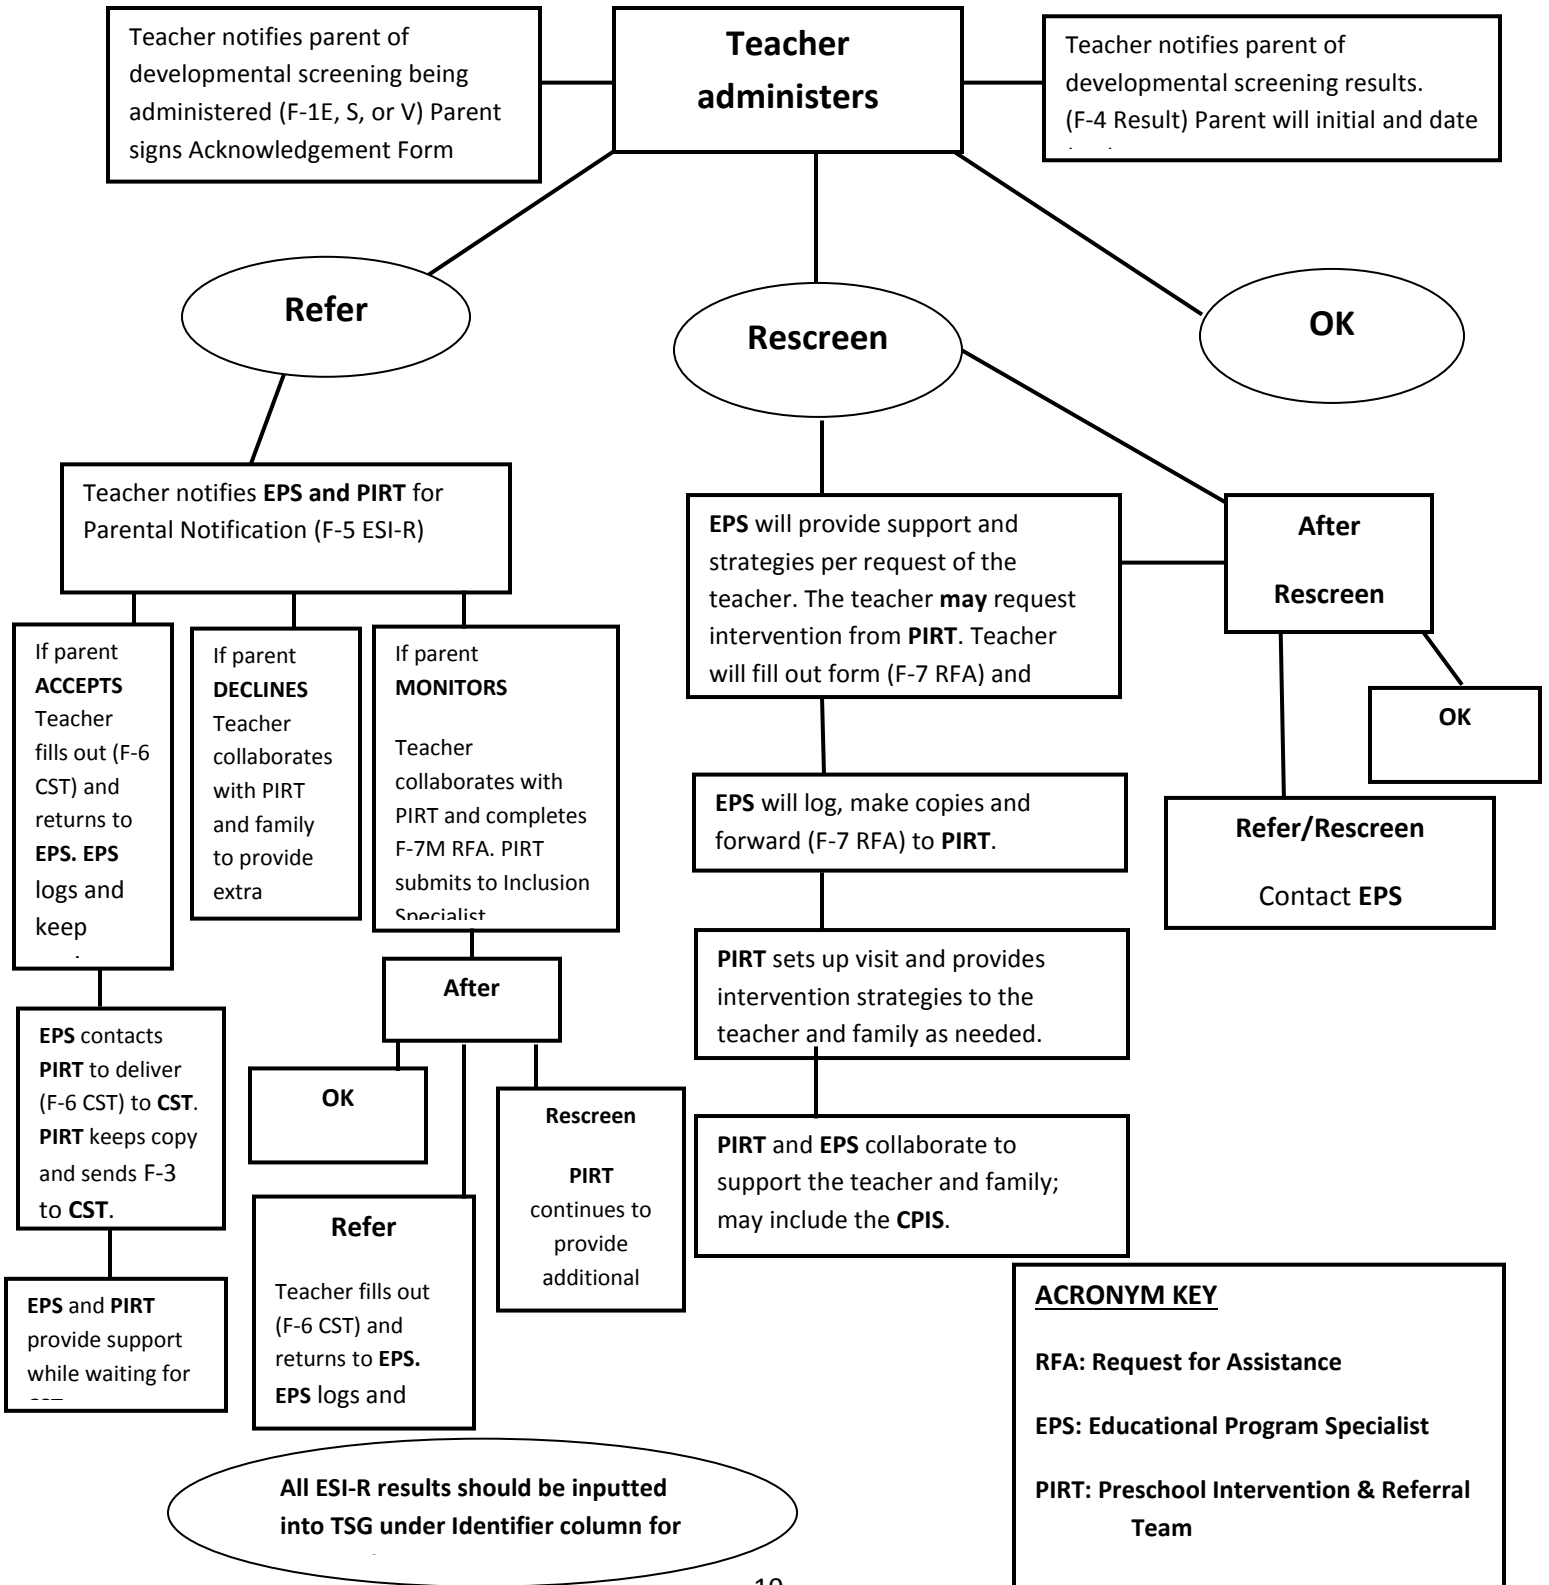 Teacher notifies parent of
developmental screening being
administered (F-1E, S, or V) Parent
signs Acknowledgement Form
Teacher
administers
Teacher notifies parent of
developmental screening results.
(F-4 Result) Parent will initial and date
Refer
Rescreen
OK
Teacher notifies EPS and PIRT for
Parental Notification (F-5 ESI-R)
If parent
ACCEPTS
Teacher
fills out (F-6
CST) and
returns to
EPS. EPS
logs and
keep
If parent
DECLINES
Teacher
collaborates
with PIRT
and family
to provide
extra
If parent
MONITORS
Teacher
collaborates with
PIRT and completes
F-7M RFA. PIRT
submits to Inclusion
Specialist
EPS will provide support and
strategies per request of the
teacher. The teacher may request
intervention from PIRT. Teacher
will fill out form (F-7 RFA) and
After
Rescreen
OK
Refer/Rescreen
Contact EPS
EPS will log, make copies and
forward (F-7 RFA) to PIRT.
PIRT sets up visit and provides
intervention strategies to the
teacher and family as needed.
PIRT and EPS collaborate to
support the teacher and family;
may include the CPIS.
EPS contacts
PIRT to deliver
(F-6 CST) to CST.
PIRT keeps copy
and sends F-3
to CST.
EPS and PIRT
provide support
while waiting for
After
OK
Refer
Teacher fills out
(F-6 CST) and
returns to EPS.
EPS logs and
Rescreen
PIRT
continues to
provide
additional
All ESI-R results should be inputted
into TSG under Identifier column for
ACRONYM KEY
RFA: Request for Assistance
EPS: Educational Program Specialist
PIRT: Preschool Intervention & Referral
Team
10